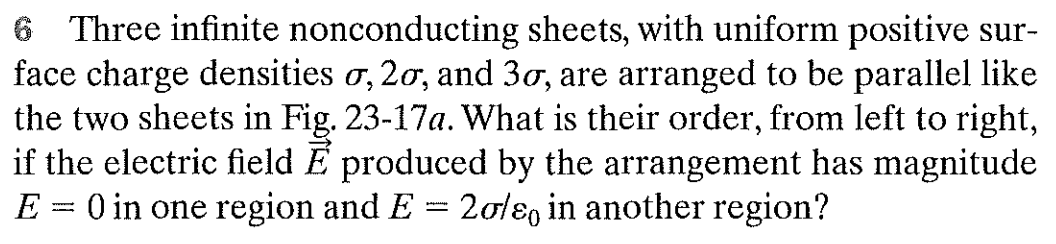 6 Three infinite nonconducting sheets, with uniform positive sur-
face charge densities σ, 2σ, and 3σ, are arranged to be parallel like
the two sheets in Fig. 23-17a. What is their order, from left to right,
if the electric field E⃗ produced by the arrangement has magnitude
E = 0 in one region and E = 2σ/ε₀ in another region?